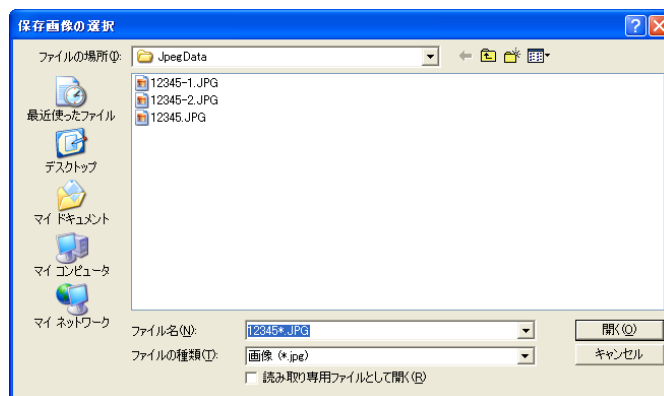 保存画像の選択
ファイルの場所(I):
JpegData
12345-1.JPG
12345-2.JPG
12345.JPG
最近使ったファイル
デスクトップ
マイ ドキュメント
マイ コンピュータ
マイ ネットワーク
ファイル名(N):
12345*.JPG
開く(O)
ファイルの種類(T):
画像 (*.jpg)
キャンセル
読み取り専用ファイルとして開く(R)